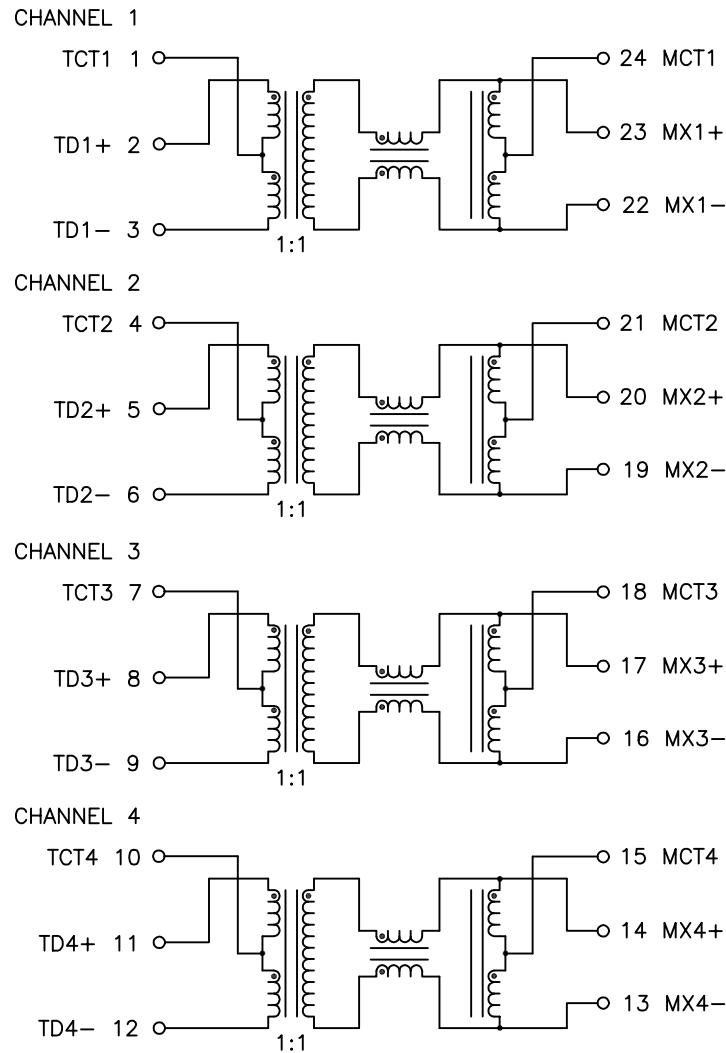 CHANNEL 1
TCT1 1
24 MCT1
TD1+ 2
23 MX1+
22 MX1−
TD1− 3
1:1
CHANNEL 2
TCT2 4
21 MCT2
TD2+ 5
20 MX2+
19 MX2−
TD2− 6
1:1
CHANNEL 3
TCT3 7
18 MCT3
TD3+ 8
17 MX3+
16 MX3−
TD3− 9
1:1
CHANNEL 4
TCT4 10
15 MCT4
TD4+ 11
14 MX4+
13 MX4−
TD4− 12
1:1